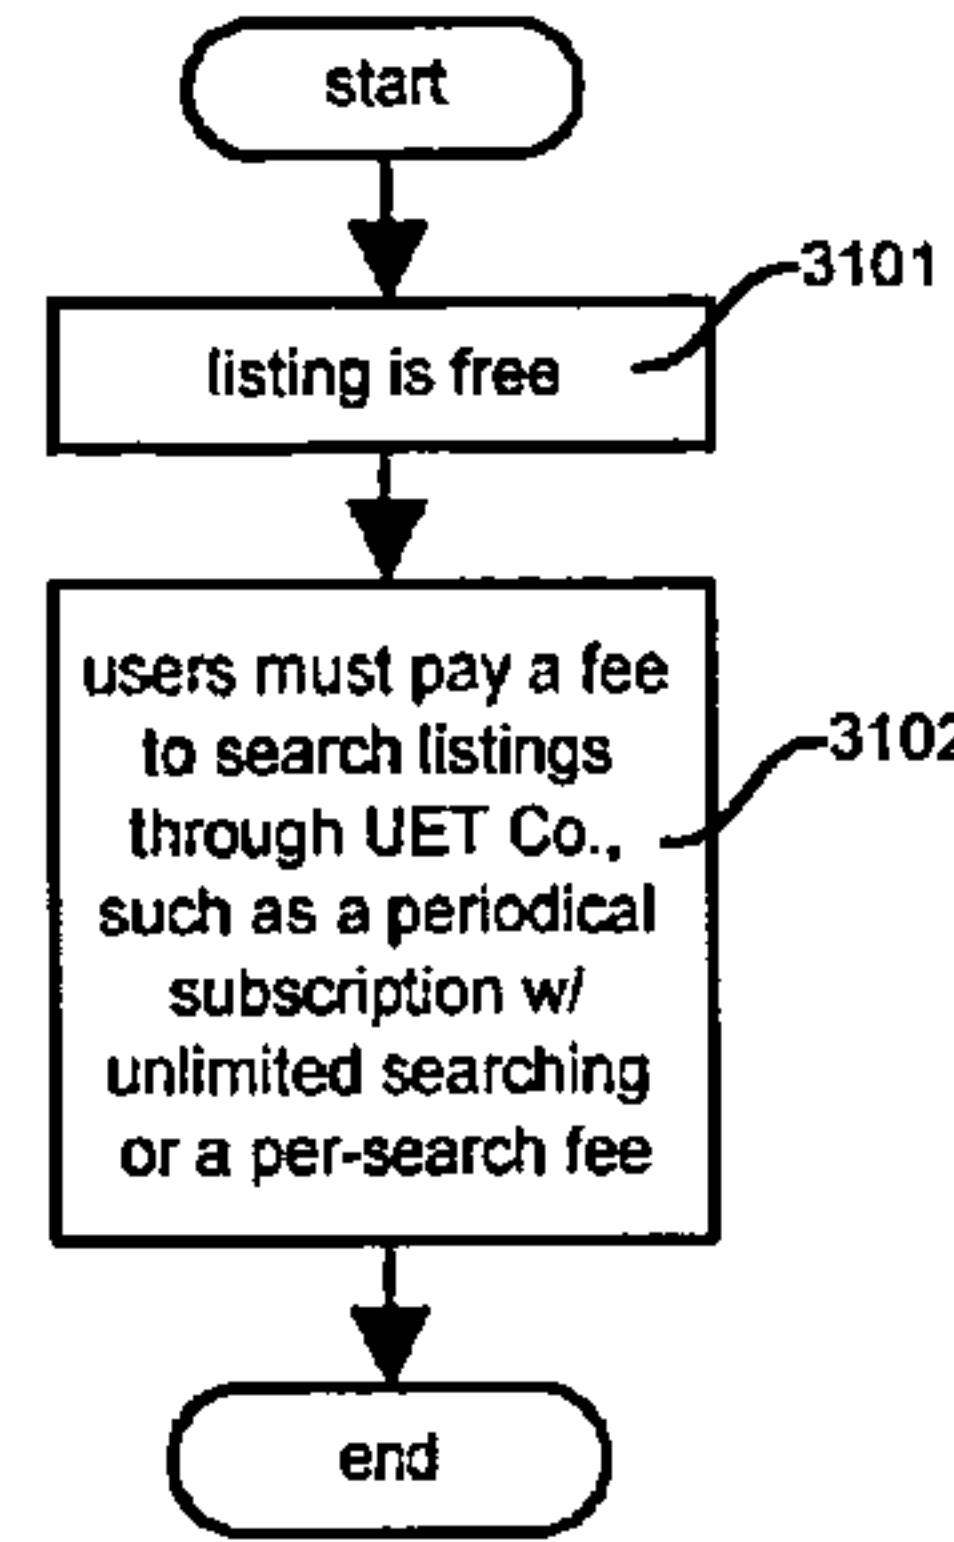 start
3101
listing is free
users must pay a fee
to search listings
3102
through UET Co.,
such as a periodical
subscription w/
unlimited searching
or a per-search fee
end